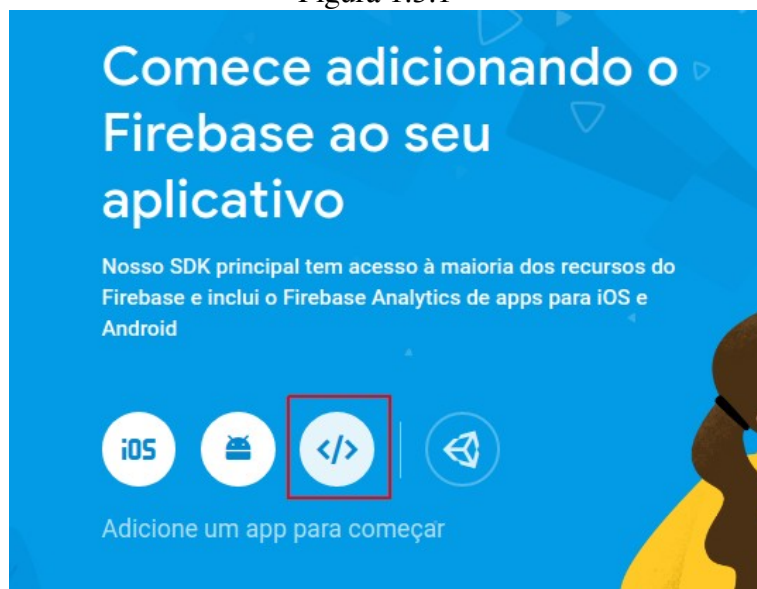 Comece adicionando o
Firebase ao seu
aplicativo
Nosso SDK principal tem acesso à maioria dos recursos do
Firebase e inclui o Firebase Analytics de apps para iOS e
Android
iOS
</>
Adicione um app para começar